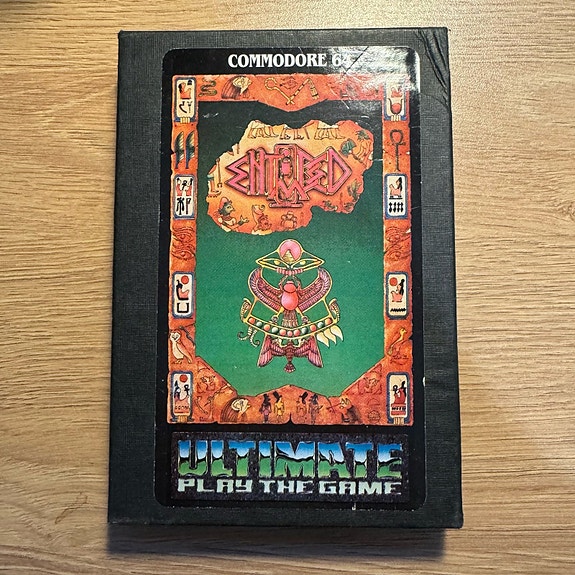 COMMODORE 64
ENTOMBED
ULTIMATE
PLAY THE GAME